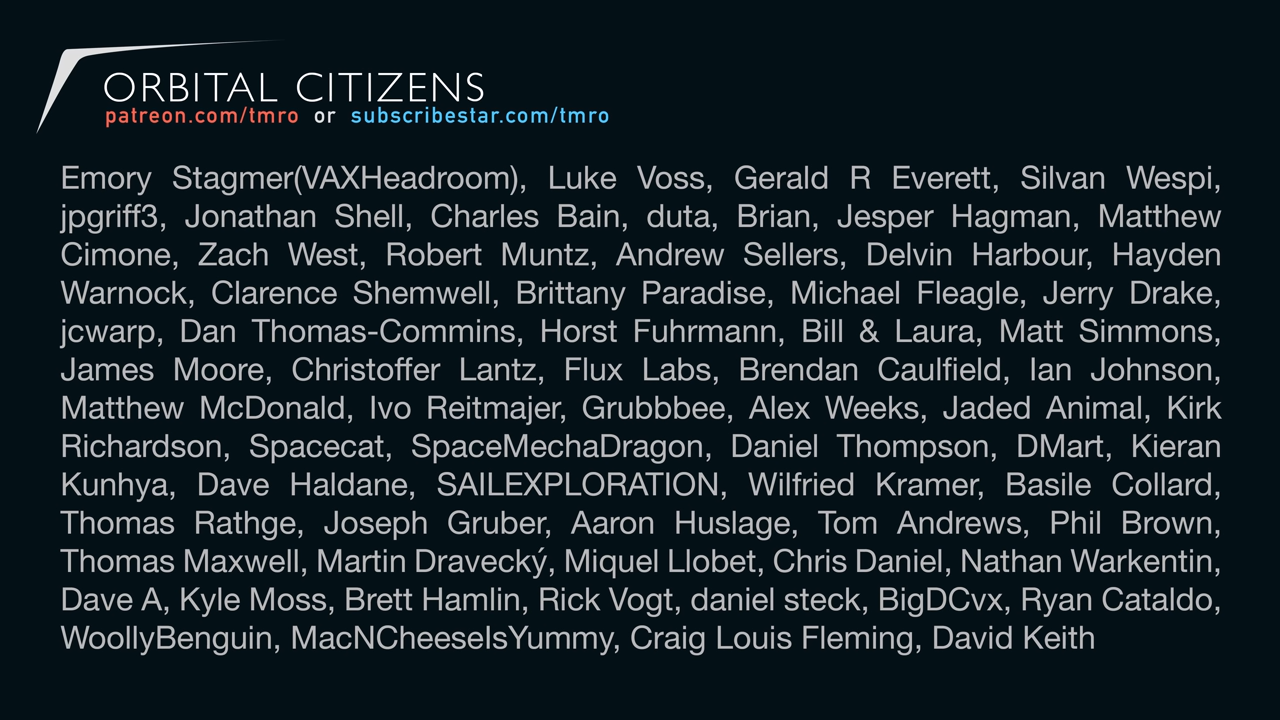 ORBITAL CITIZENS
patreon.com/tmro or subscribestar.com/tmro
Emory Stagmer(VAXHeadroom), Luke Voss, Gerald R Everett, Silvan Wespi,
jpgriff3, Jonathan Shell, Charles Bain, duta, Brian, Jesper Hagman, Matthew
Cimone, Zach West, Robert Muntz, Andrew Sellers, Delvin Harbour, Hayden
Warnock, Clarence Shemwell, Brittany Paradise, Michael Fleagle, Jerry Drake,
jcwarp, Dan Thomas-Commins, Horst Fuhrmann, Bill & Laura, Matt Simmons,
James Moore, Christoffer Lantz, Flux Labs, Brendan Caulfield, Ian Johnson,
Matthew McDonald, Ivo Reitmajer, Grubbbee, Alex Weeks, Jaded Animal, Kirk
Richardson, Spacecat, SpaceMechaDragon, Daniel Thompson, DMart, Kieran
Kunhya, Dave Haldane, SAILEXPLORATION, Wilfried Kramer, Basile Collard,
Thomas Rathge, Joseph Gruber, Aaron Huslage, Tom Andrews, Phil Brown,
Thomas Maxwell, Martin Dravecký, Miquel Llobet, Chris Daniel, Nathan Warkentin,
Dave A, Kyle Moss, Brett Hamlin, Rick Vogt, daniel steck, BigDCvx, Ryan Cataldo,
WoollyBenguin, MacNCheeseIsYummy, Craig Louis Fleming, David Keith